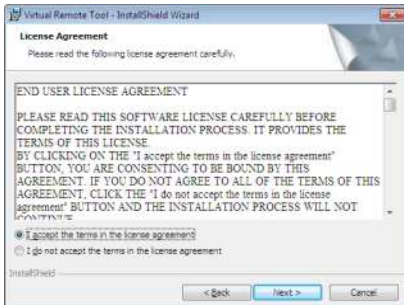 Virtual Remote Tool - InstallShield Wizard
License Agreement
Please read the following license agreement carefully.
END USER LICENSE AGREEMENT
PLEASE READ THIS SOFTWARE LICENSE CAREFULLY BEFORE
COMPLETING THE INSTALLATION PROCESS. IT PROVIDES THE
TERMS OF THIS LICENSE.
BY CLICKING ON THE "I accept the terms in the license agreement"
BUTTON, YOU ARE CONSENTING TO BE BOUND BY THIS
AGREEMENT. IF YOU DO NOT AGREE TO ALL OF THE TERMS OF THIS
AGREEMENT, CLICK THE "I do not accept the terms in the license
agreement" BUTTON AND THE INSTALLATION PROCESS WILL NOT
CONTINUE.
I accept the terms in the license agreement
I do not accept the terms in the license agreement
InstallShield
< Back
Next >
Cancel